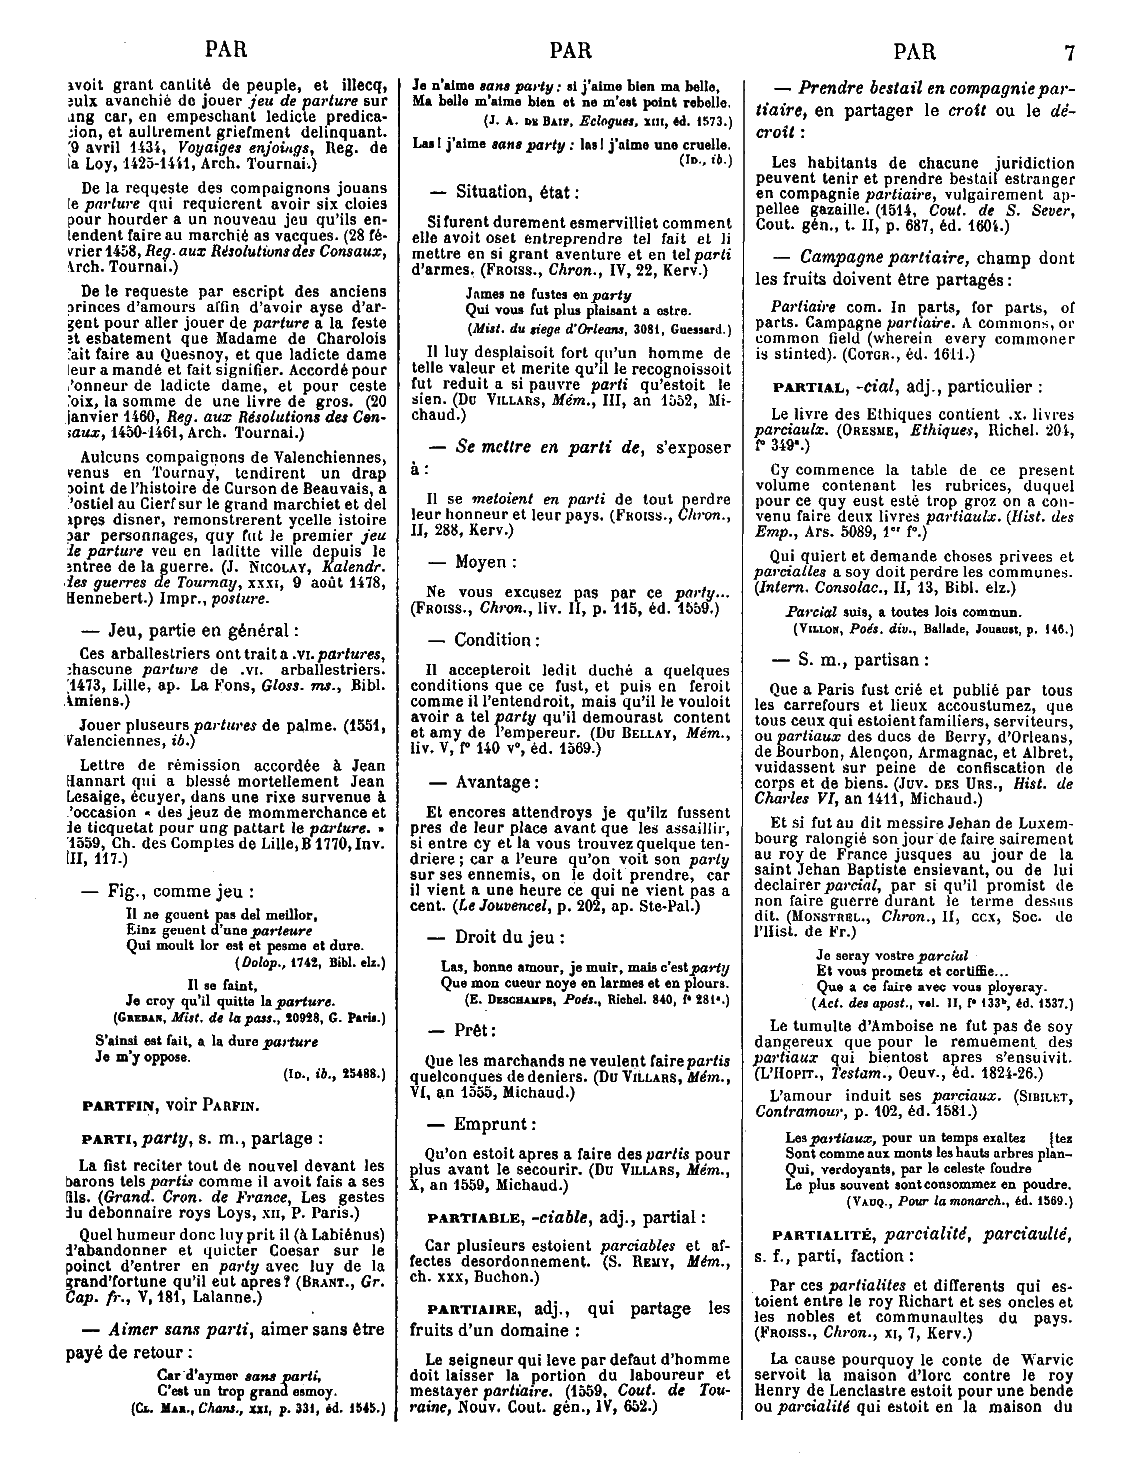 PAR
PAR
PAR
7
avoit grant cantité de peuple, et illecq,
eulx avanchié do jouer jeu de parture sur
ung car, en empeschant ledicte predica-
cion, et aultrement griefment delinquant.
'9 avril 1434, Voyaiges enjoings, Reg. de
la Loy, 1425-1441, Arch. Tournai.)
De la requeste des compaignons jouans
le parture qui requierent avoir six cloies
pour hourder a un nouveau jeu qu'ils en-
tendent faire au marchié as vacques. (28 fé-
vrier 1458, Reg. aux Résolutions des Consaux,
Arch. Tournai.)
De le requeste par escript des anciens
princes d'amours affin d'avoir ayse d'ar-
gent pour aller jouer de parture a la feste
et esbatement que Madame de Charolois
fait faire au Quesnoy, et que ladicte dame
leur a mandé et fait signifier. Accordé pour
l'onneur de ladicte dame, et pour ceste
foix, la somme de une livre de gros. (20
janvier 1460, Reg. aux Résolutions des Con-
saux, 1450-1461, Arch. Tournai.)
Aulcuns compaignons de Valenchiennes,
venus en Tournay, tendirent un drap
point de l'histoire de Curson de Beauvais, a
l'ostiel au Cierf sur le grand marchiet et del
apres disner, remonstrerent ycelle istoire
par personnages, quy fut le premier jeu
de parture veu en laditte ville depuis le
entree de la guerre. (J. NICOLAY, Kalendr.
des guerres de Tournay, XXXI, 9 août 1478,
Hennebert.) Impr., posture.
— Jeu, partie en général :
Ces arballestriers ont trait a .VI. partures,
chascune parture de .VI. arballestriers.
'1473, Lille, ap. La Fons, Gloss. ms., Bibl.
Amiens.)
Jouer pluseurs partures de palme. (1551,
Valenciennes, ib.)
Lettre de rémission accordée à Jean
Hannart qui a blessé mortellement Jean
Lesaige, écuyer, dans une rixe survenue à
l'occasion « des jeuz de mommerchance et
de ticquetat pour ung pattart le parture. »
'1559, Ch. des Comptes de Lille, B 1770, Inv.
III, 117.)
— Fig., comme jeu :
Il ne gouent pas del meillor,
Einz geuent d'une parteure
Qui moult lor est et pesme et dure.
(Dolop., 1742, Bibl. elz.)
Il se faint,
Je croy qu'il quitte la parture.
(GREBAN, Mist. de la pass., 20928, G. Paris.)
S'ainsi est fait, a la dure parture
Je m'y oppose.
(ID., ib., 25488.)
PARTFIN, voir PARFIN.
PARTI, party, s. m., partage :
La fist reciter tout de nouvel devant les
barons tels partis comme il avoit fais a ses
fils. (Grand. Cron. de France, Les gestes
du debonnaire roys Loys, XII, P. Paris.)
Quel humeur donc luy prit il (à Labiénus)
d'abandonner et quicter Coesar sur le
poinct d'entrer en party avec luy de la
grand'fortune qu'il eut apres? (BRANT., Gr.
Cap. fr., V, 181, Lalanne.)
— Aimer sans parti, aimer sans être
payé de retour :
Car d'aymer sans parti,
C'est un trop grand esmoy.
(CL. MAR., Chans., XXI, p. 331, éd. 1545.)
Je n'aime sans party : si j'aime bien ma belle,
Ma belle m'aime bien et ne m'est point rebelle.
(J. A. DE BAIF, Eclogues, XIII, éd. 1573.)
Las! j'aime sans party : las! j'aime une cruelle.
(ID., ib.)
— Situation, état :
Si furent durement esmervilliet comment
elle avoit oset entreprendre tel fait et li
mettre en si grant aventure et en tel parti
d'armes. (FROISS., Chron., IV, 22, Kerv.)
James ne fustes en party
Qui vous fut plus plaisant a ostre.
(Mist. du siege d'Orleans, 3081, Guessard.)
Il luy desplaisoit fort qu'un homme de
telle valeur et merite qu'il le recognoissoit
fut reduit a si pauvre parti qu'estoit le
sien. (DU VILLARS, Mém., III, an 1552, Mi-
chaud.)
— Se mettre en parti de, s'exposer
à :
Il se metoient en parti de tout perdre
leur honneur et leur pays. (FROISS., Chron.,
II, 288, Kerv.)
— Moyen :
Ne vous excusez pas par ce party...
(FROISS., Chron., liv. II, p. 115, éd. 1559.)
— Condition :
Il accepteroit ledit duché a quelques
conditions que ce fust, et puis en feroit
comme il l'entendroit, mais qu'il le vouloit
avoir a tel party qu'il demourast content
et amy de l'empereur. (DU BELLAY, Mém.,
liv. V, f° 140 v°, éd. 1569.)
— Avantage :
Et encores attendroys je qu'ilz fussent
pres de leur place avant que les assaillir,
si entre cy et la vous trouvez quelque ten-
driere ; car a l'eure qu'on voit son party
sur ses ennemis, on le doit prendre, car
il vient a une heure ce qui ne vient pas a
cent. (Le Jouvencel, p. 202, ap. Ste-Pal.)
— Droit du jeu :
Las, bonne amour, je muir, mais c'est party
Que mon cueur noye en larmes et en plours.
(E. DESCHAMPS, Poés., Richel. 840, f° 281ᵃ.)
— Prêt :
Que les marchands ne veulent faire partis
quelconques de deniers. (DU VILLARS, Mém.,
VI, an 1555, Michaud.)
— Emprunt :
Qu'on estoit apres a faire des partis pour
plus avant le secourir. (DU VILLARS, Mém.,
X, an 1559, Michaud.)
PARTIABLE, -ciable, adj., partial :
Car plusieurs estoient parciables et af-
fectes desordonnement. (S. REMY, Mém.,
ch. XXX, Buchon.)
PARTIAIRE, adj., qui partage les
fruits d'un domaine :
Le seigneur qui leve par defaut d'homme
doit laisser la portion du laboureur et
mestayer partiaire. (1559, Cout. de Tou-
raine, Nouv. Cout. gén., IV, 652.)
— Prendre bestail en compagnie par-
tiaire, en partager le croît ou le dé-
croît :
Les habitants de chacune juridiction
peuvent tenir et prendre bestail estranger
en compagnie partiaire, vulgairement ap-
pellee gazaille. (1514, Cout. de S. Sever,
Cout. gén., t. II, p. 687, éd. 1604.)
— Campagne partiaire, champ dont
les fruits doivent être partagés :
Partiaire com. In parts, for parts, of
parts. Campagne partiaire. A commons, or
common field (wherein every commoner
is stinted). (COTGR., éd. 1611.)
PARTIAL, -cial, adj., particulier :
Le livre des Ethiques contient .x. livres
parciaulx. (ORESME, Ethiques, Richel. 204,
f° 349ᵃ.)
Cy commence la table de ce present
volume contenant les rubrices, duquel
pour ce quy eust esté trop groz on a con-
venu faire deux livres partiaulx. (Hist. des
Emp., Ars. 5089, 1ᵉʳ f°.)
Qui quiert et demande choses privees et
parcialles a soy doit perdre les communes.
(Intern. Consolac., II, 13, Bibl. elz.)
Parcial suis, a toutes lois commun.
(VILLON, Poés. div., Ballade, Jouaust, p. 146.)
— S. m., partisan :
Que a Paris fust crié et publié par tous
les carrefours et lieux accoustumez, que
tous ceux qui estoient familiers, serviteurs,
ou partiaux des ducs de Berry, d'Orleans,
de Bourbon, Alençon, Armagnac, et Albret,
vuidassent sur peine de confiscation de
corps et de biens. (JUV. DES URS., Hist. de
Charles VI, an 1411, Michaud.)
Et si fut au dit messire Jehan de Luxem-
bourg ralongié son jour de faire sairement
au roy de France jusques au jour de la
saint Jehan Baptiste ensievant, ou de lui
declairer parcial, par si qu'il promist de
non faire guerre durant le terme dessus
dit. (MONSTREL., Chron., II, CCX, Soc. de
l'Hist. de Fr.)
Je seray vostre parcial
Et vous prometz et certiffie...
Que a ce faire avec vous ployeray.
(Act. des apost., vol. II, f° 133ᵇ, éd. 1537.)
Le tumulte d'Amboise ne fut pas de soy
dangereux que pour le remuement des
partiaux qui bientost apres s'ensuivit.
(L'HOPIT., Testam., Oeuv., éd. 1824-26.)
L'amour induit ses parciaux. (SIBILET,
Contramour, p. 102, éd. 1581.)
Les partiaux, pour un temps exaltez [tez
Sont comme aux monts les hauts arbres plan-
Qui, verdoyants, par le celeste foudre
Le plus souvent sont consommez en poudre.
(VAUQ., Pour la monarch., éd. 1569.)
PARTIALITÉ, parcialité, parciaulté,
s. f., parti, faction :
Par ces partialites et differents qui es-
toient entre le roy Richart et ses oncles et
les nobles et communaultes du pays.
(FROISS., Chron., XI, 7, Kerv.)
La cause pourquoy le conte de Warvic
servoit la maison d'Iorc contre le roy
Henry de Lenclastre estoit pour une bende
ou parcialité qui estoit en la maison du